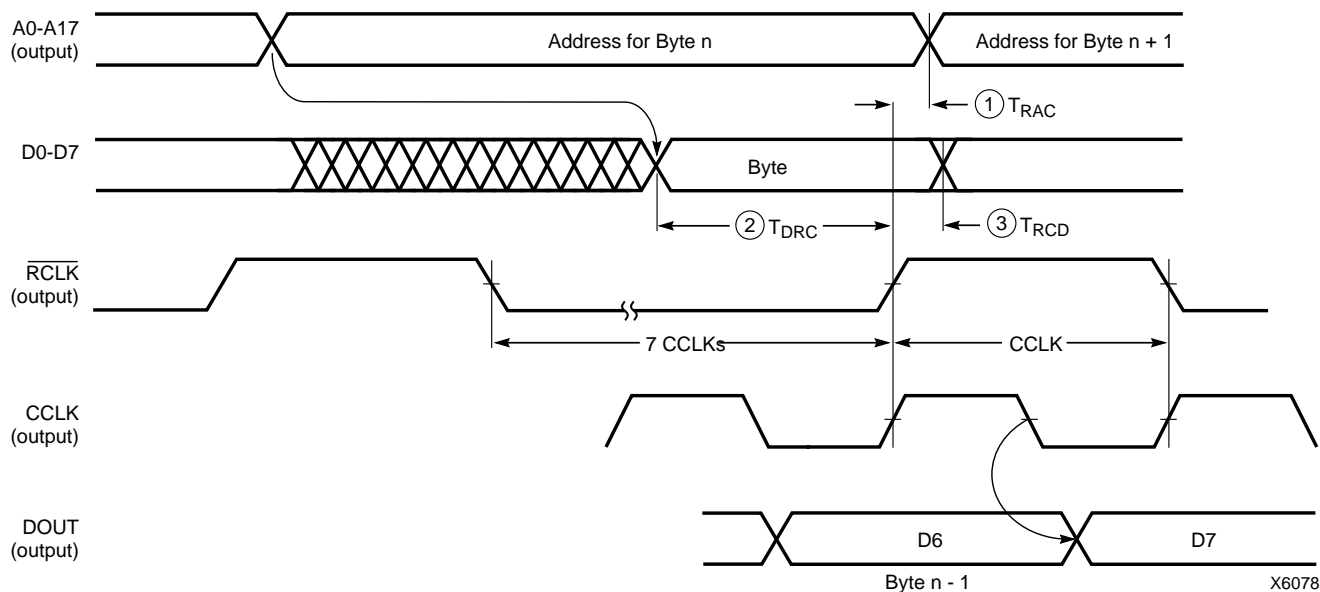 A0-A17
(output)
Address for Byte n
Address for Byte n + 1
1 TRAC
D0-D7
Byte
2 TDRC
3 TRCD
RCLK
(output)
7 CCLKs
CCLK
CCLK
(output)
DOUT
(output)
D6
D7
Byte n - 1
X6078